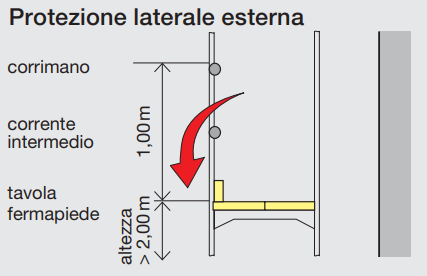 Protezione laterale esterna
corrimano
corrente
intermedio
1,00 m
tavola
fermapiede
altezza
> 2,00 m